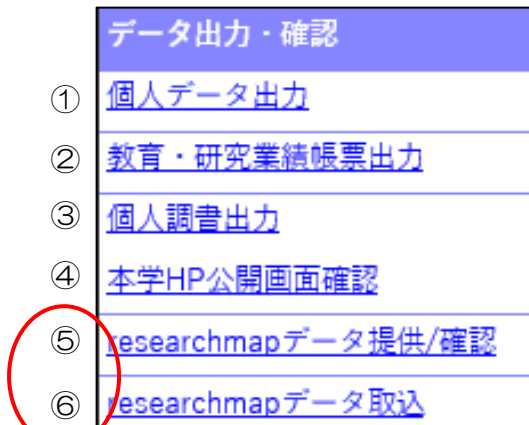 データ出力・確認
① 個人データ出力
② 教育・研究業績帳票出力
③ 個人調書出力
④ 本学HP公開画面確認
⑤ researchmapデータ提供/確認
⑥ researchmapデータ取込